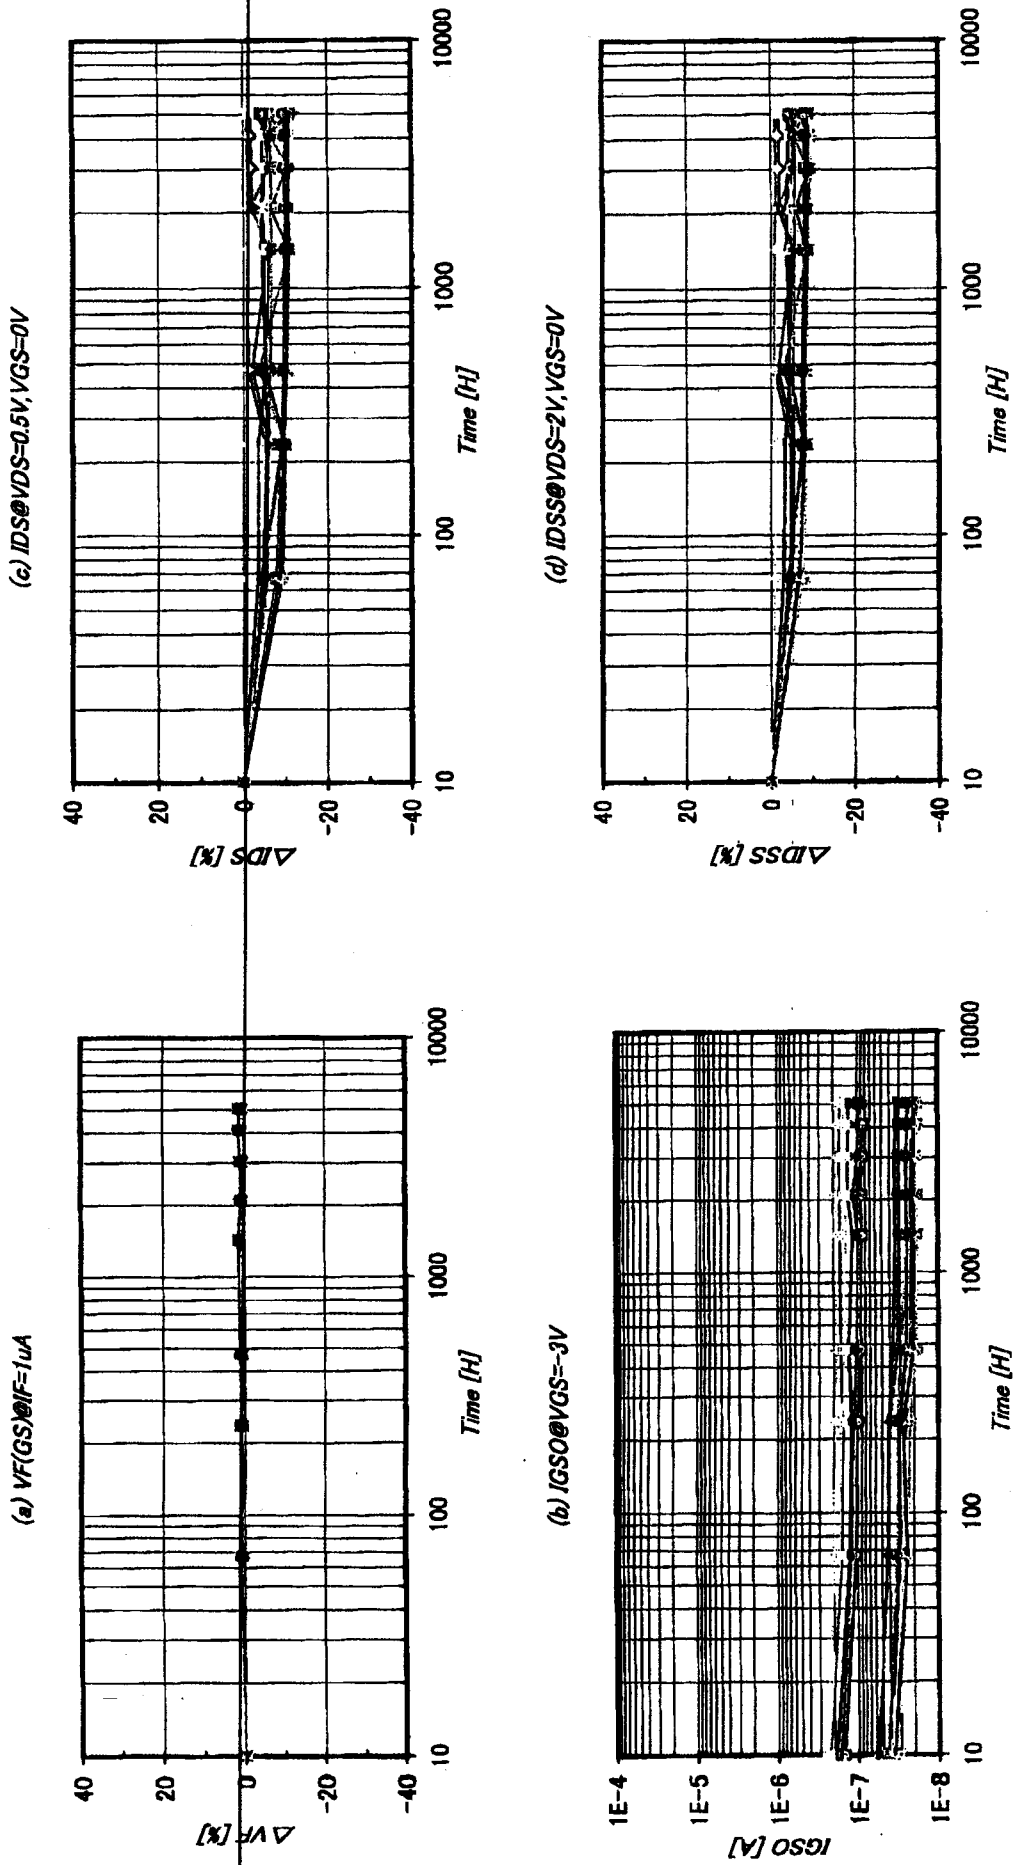 (a) VF(GS)@IF=1uA
△VF [%]
40
20
0
-20
-40
10
100
1000
10000
Time [H]
(c) IDS@VDS=0.5V,VGS=0V
△IDS [%]
40
20
0
-20
-40
10
100
1000
10000
Time [H]
(b) IGSO@VGS=-3V
IGSO [A]
1E-4
1E-5
1E-6
1E-7
1E-8
10
100
1000
10000
Time [H]
(d) IDSS@VDS=2V,VGS=0V
△IDSS [%]
40
20
0
-20
-40
10
100
1000
10000
Time [H]